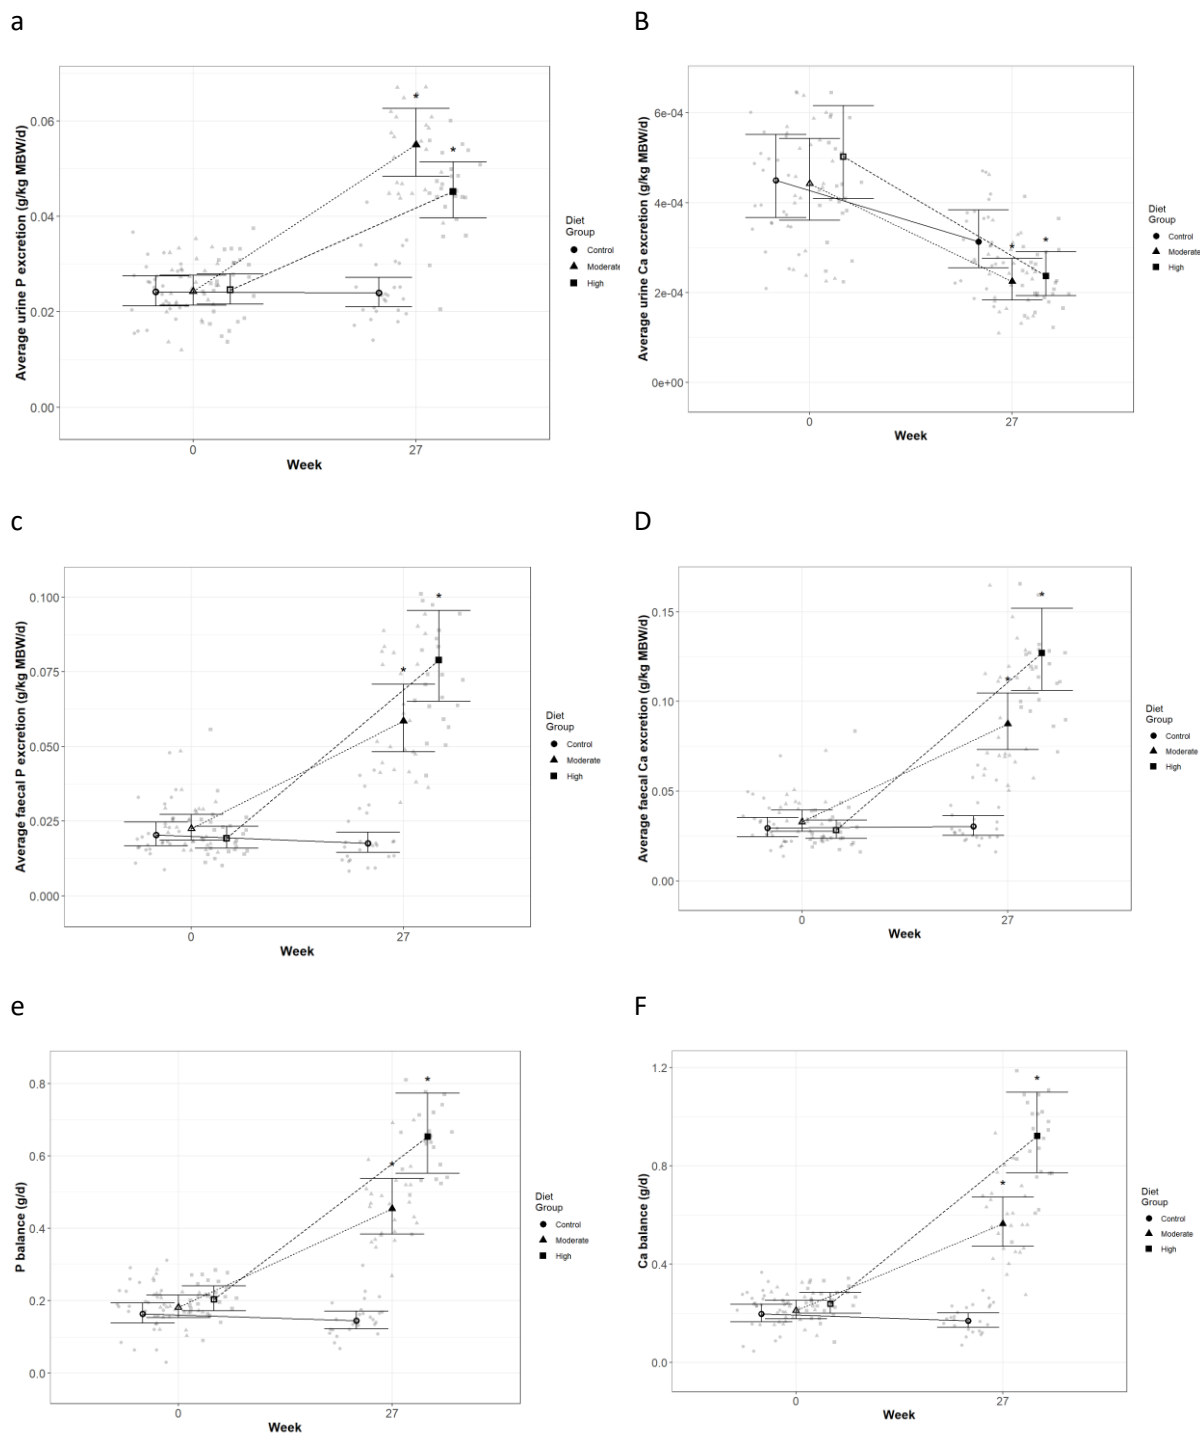 a
Average urine P excretion (g/kg MBW/d)
0.06
0.04
0.02
0.00
*
*
0
27
Week
Diet
Group
Control
Moderate
High
B
Average urine Ca excretion (g/kg MBW/d)
6e-04
4e-04
2e-04
0e+00
*
*
0
27
Week
Diet
Group
Control
Moderate
High
c
Average faecal P excretion (g/kg MBW/d)
0.100
0.075
0.050
0.025
0.000
*
*
0
27
Week
Diet
Group
Control
Moderate
High
D
Average faecal Ca excretion (g/kg MBW/d)
0.15
0.10
0.05
0.00
*
*
0
27
Week
Diet
Group
Control
Moderate
High
e
P balance (g/d)
0.8
0.6
0.4
0.2
0.0
*
*
0
27
Week
Diet
Group
Control
Moderate
High
F
Ca balance (g/d)
1.2
0.8
0.4
0.0
*
*
0
27
Week
Diet
Group
Control
Moderate
High